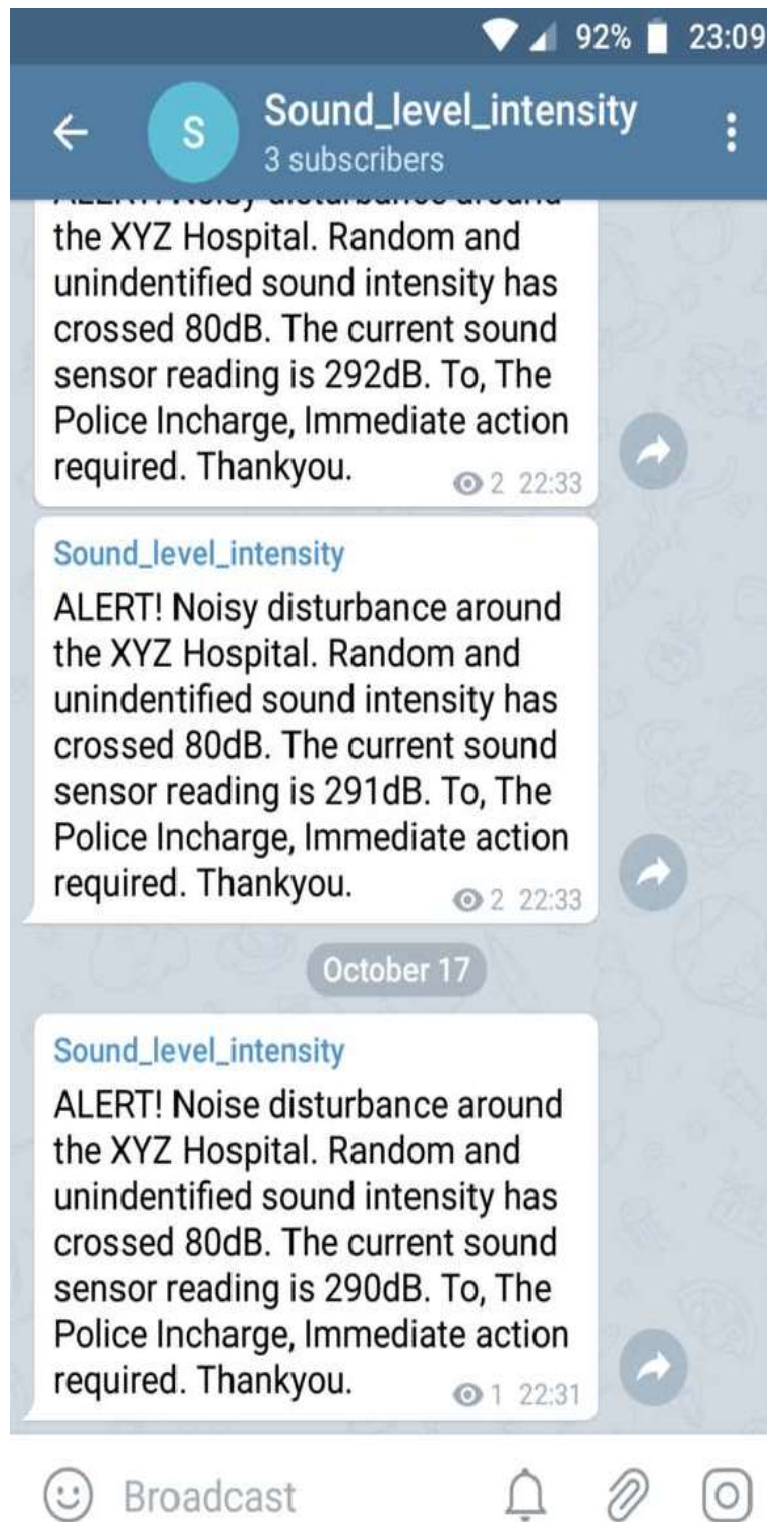 92% 23:09
S
Sound_level_intensity
3 subscribers
ALERT! Noisy disturbance around
the XYZ Hospital. Random and
unindentified sound intensity has
crossed 80dB. The current sound
sensor reading is 292dB. To, The
Police Incharge, Immediate action
required. Thankyou.
2 22:33
Sound_level_intensity
ALERT! Noisy disturbance around
the XYZ Hospital. Random and
unindentified sound intensity has
crossed 80dB. The current sound
sensor reading is 291dB. To, The
Police Incharge, Immediate action
required. Thankyou.
2 22:33
October 17
Sound_level_intensity
ALERT! Noise disturbance around
the XYZ Hospital. Random and
unindentified sound intensity has
crossed 80dB. The current sound
sensor reading is 290dB. To, The
Police Incharge, Immediate action
required. Thankyou.
1 22:31
Broadcast